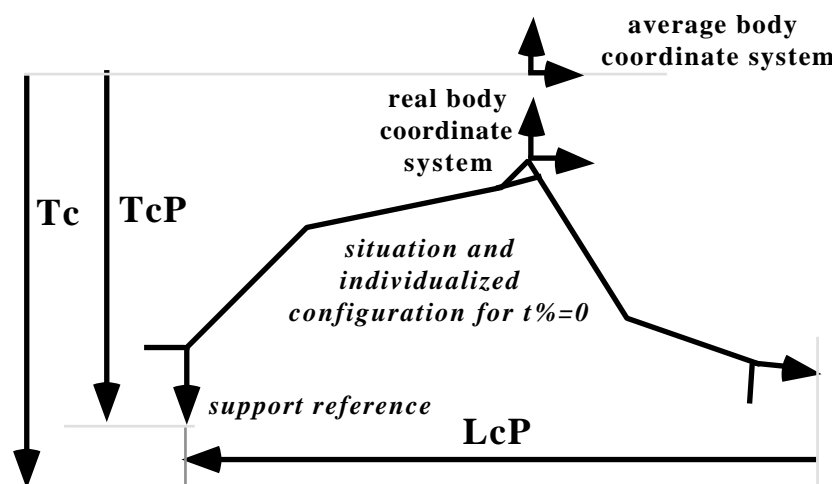 average body
coordinate system
real body
coordinate
system
Tc
TcP
situation and
individualized
configuration for t%=0
support reference
LcP